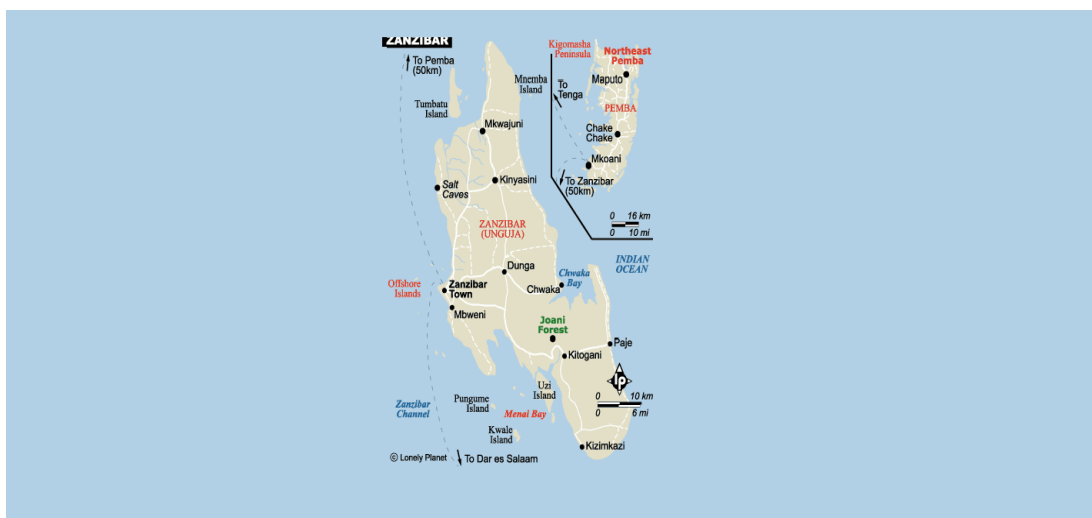 ZANZIBAR
To Pemba
(50km)
Tumbatu
Island
Mkwajuni
Mnemba
Island
Kigomasha
Peninsula
Northeast
Pemba
To
Tenga
Maputo
PEMBA
Chake
Chake
Mkoani
To Zanzibar
(50km)
0 16 km
0 10 mi
Salt
Caves
Kinyasini
ZANZIBAR
(UNGUJA)
INDIAN
OCEAN
Dunga
Chwaka
Bay
Chwaka
Offshore
Islands
Zanzibar
Town
Mbweni
Joani
Forest
Paje
Kitogani
lp
Uzi
Island
0 10 km
0 6 mi
Zanzibar
Channel
Pungume
Island
Menai Bay
Kwale
Island
Kizimkazi
© Lonely Planet
To Dar es Salaam